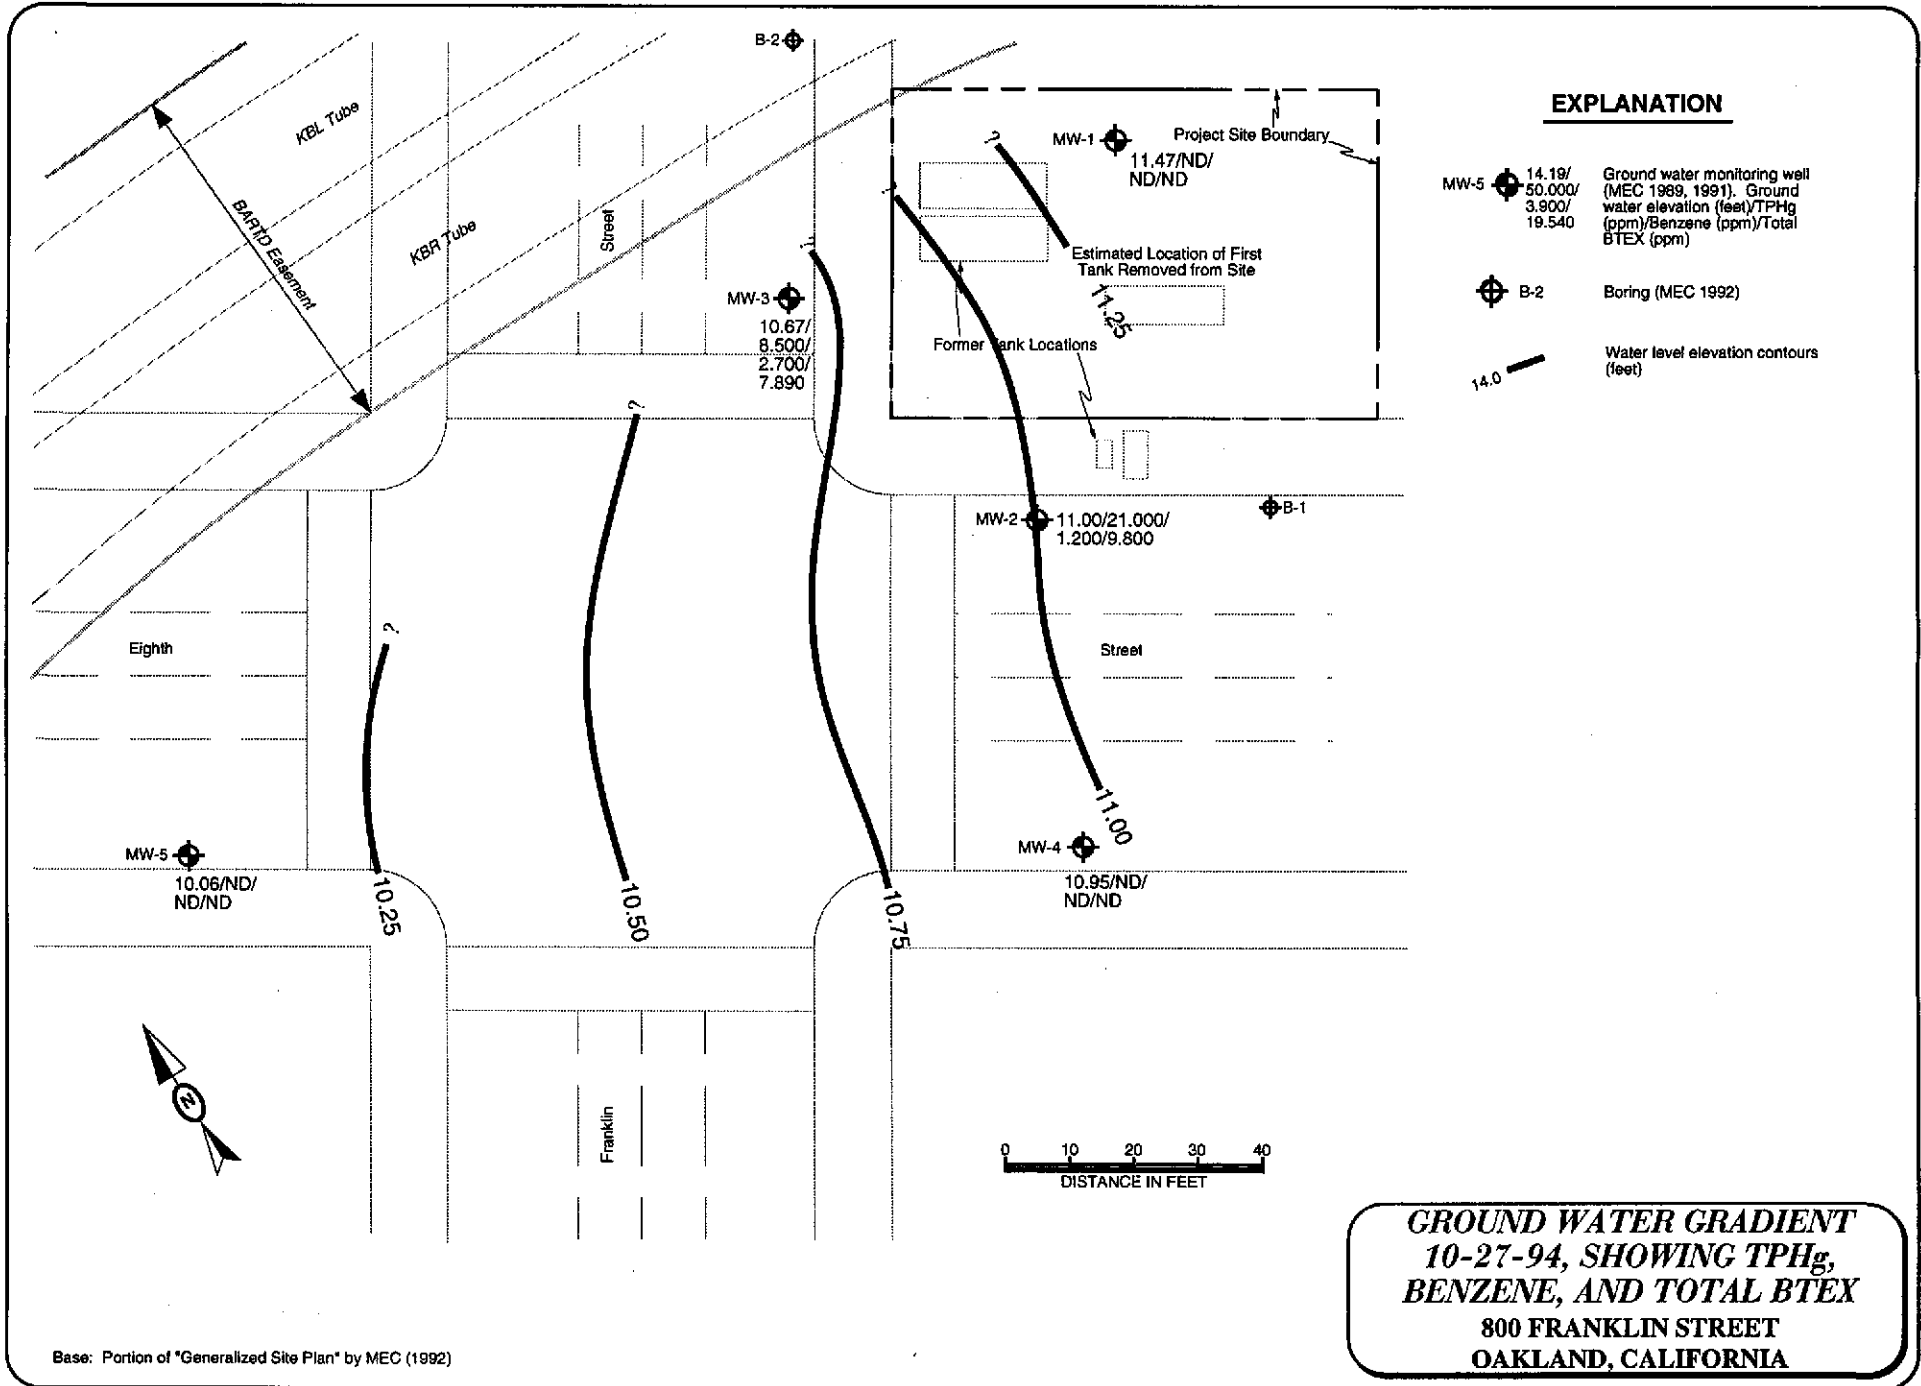 B-2
KBL Tube
KBR Tube
BARTD Easement
Street
MW-3
10.67/
8.500/
2.700/
7.890
MW-1
11.47/ND/
ND/ND
Project Site Boundary
?
?
?
Estimated Location of First
Tank Removed from Site
11.25
Former Tank Locations
?
MW-2
11.00/21.000/
1.200/9.800
B-1
Eighth
?
Street
MW-5
10.06/ND/
ND/ND
10.25
10.50
10.75
11.00
MW-4
10.95/ND/
ND/ND
Franklin
N
0 10 20 30 40
DISTANCE IN FEET
EXPLANATION
MW-5
14.19/
50.000/
3.900/
19.540
Ground water monitoring well
(MEC 1989, 1991). Ground
water elevation (feet)/TPHg
(ppm)/Benzene (ppm)/Total
BTEX (ppm)
B-2 Boring (MEC 1992)
14.0
Water level elevation contours
(feet)
GROUND WATER GRADIENT
10-27-94, SHOWING TPHg,
BENZENE, AND TOTAL BTEX
800 FRANKLIN STREET
OAKLAND, CALIFORNIA
Base: Portion of "Generalized Site Plan" by MEC (1992)